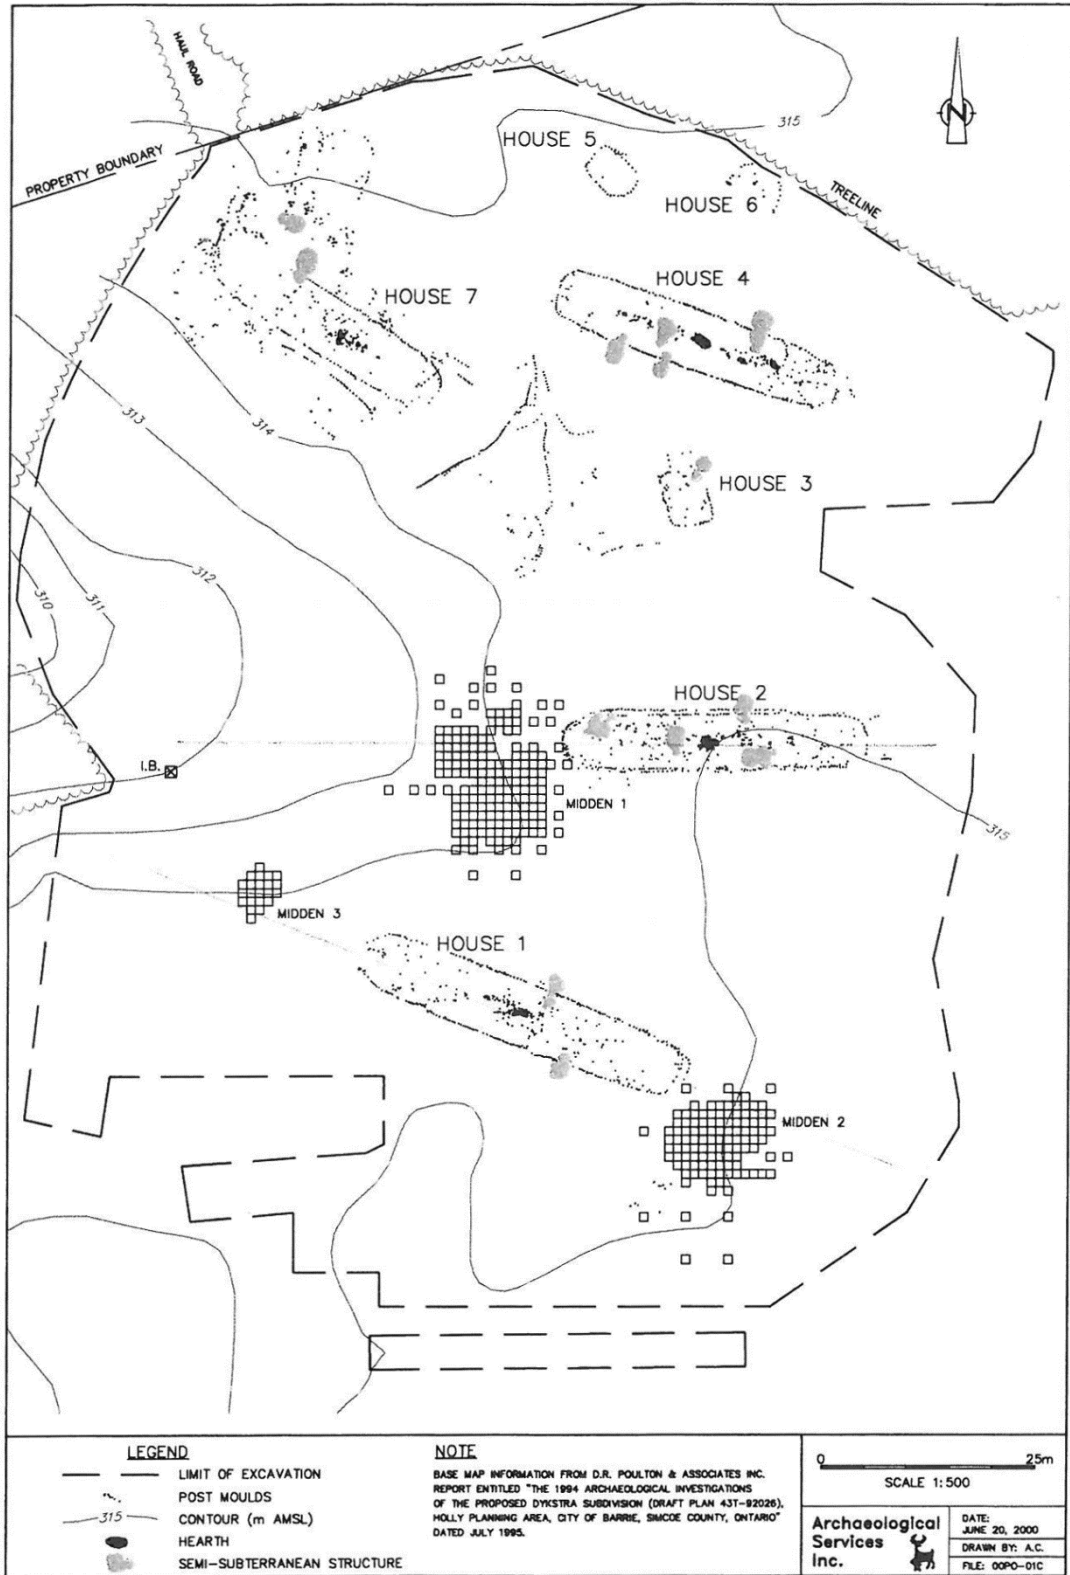 HAUL ROAD
N
315
HOUSE 5
PROPERTY BOUNDARY
TREELINE
HOUSE 6
HOUSE 4
HOUSE 7
313
314
HOUSE 3
312
310
311
HOUSE 2
I.B.
MIDDEN 1
315
MIDDEN 3
HOUSE 1
MIDDEN 2
LEGEND
LIMIT OF EXCAVATION
POST MOULDS
315 CONTOUR (m AMSL)
HEARTH
SEMI-SUBTERRANEAN STRUCTURE
NOTE
BASE MAP INFORMATION FROM D.R. POULTON & ASSOCIATES INC.
REPORT ENTITLED "THE 1994 ARCHAEOLOGICAL INVESTIGATIONS
OF THE PROPOSED DYKSTRA SUBDIVISION (DRAFT PLAN 43T-92026),
HOLLY PLANNING AREA, CITY OF BARRIE, SIMCOE COUNTY, ONTARIO"
DATED JULY 1995.
0 25m
SCALE 1:500
Archaeological
Services
Inc.
DATE:
JUNE 20, 2000
DRAWN BY: A.C.
FILE: 00PO-01C